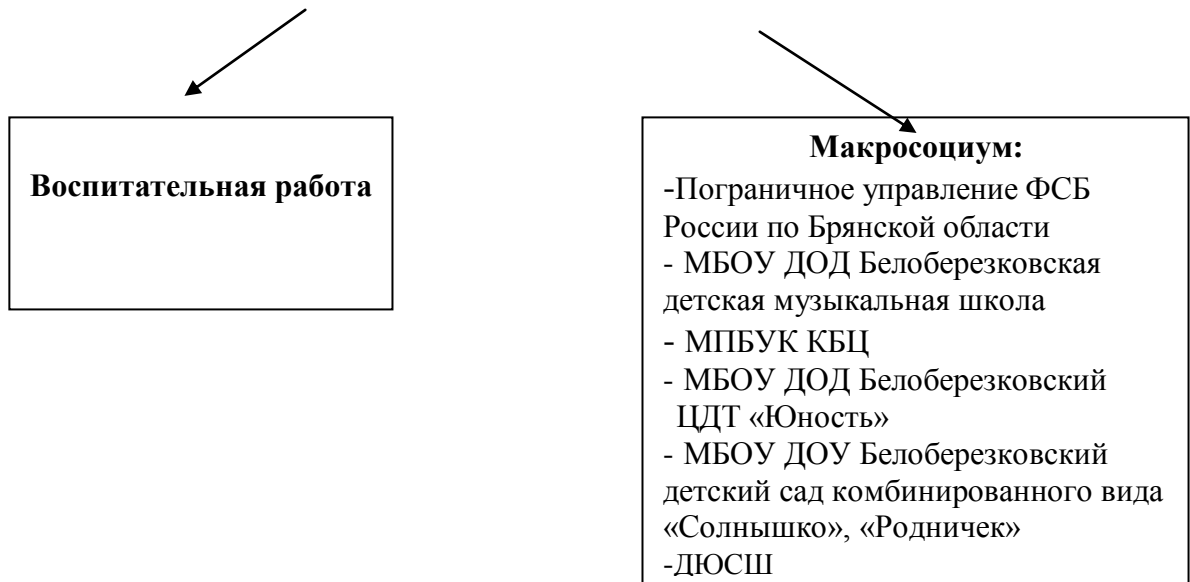 Воспитательная работа
Макросоциум:
-Пограничное управление ФСБ
России по Брянской области
- МБОУ ДОД Белоберезковская
детская музыкальная школа
- МПБУК КБЦ
- МБОУ ДОД Белоберезковский
ЦДТ «Юность»
- МБОУ ДОУ Белоберезковский
детский сад комбинированного вида
«Солнышко», «Родничек»
-ДЮСШ